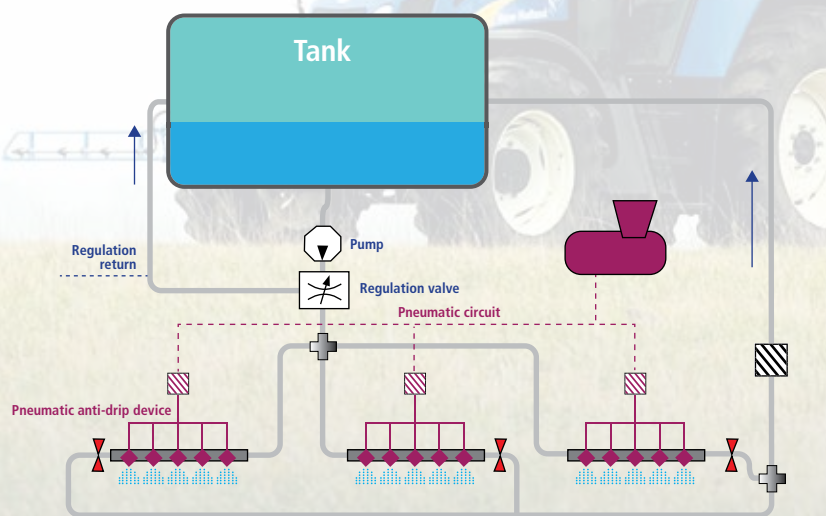 Tank
Pump
Regulation
return
Regulation valve
Pneumatic circuit
Pneumatic anti-drip device